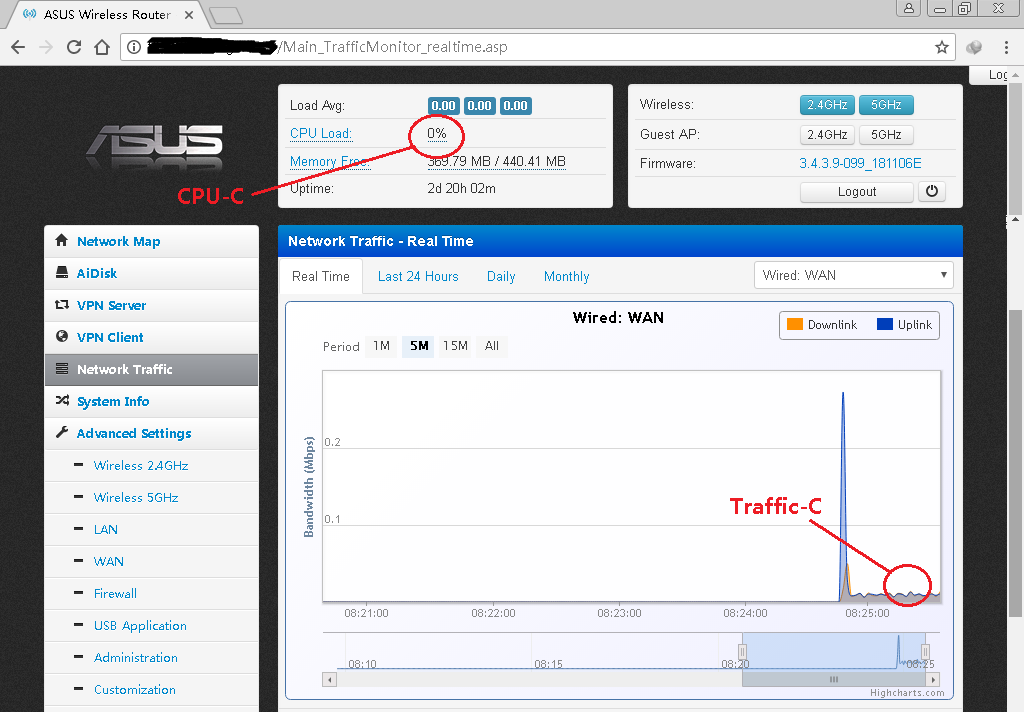 ASUS Wireless Router
/Main_TrafficMonitor_realtime.asp
Log
ASUS
Load Avg: 0.00 0.00 0.00
CPU Load: 0%
Memory Free: 369.79 MB / 440.41 MB
Uptime: 2d 20h 02m
CPU-C
Wireless: 2.4GHz 5GHz
Guest AP: 2.4GHz 5GHz
Firmware: 3.4.3.9-099_181106E
Logout
Network Map
AiDisk
VPN Server
VPN Client
Network Traffic
System Info
Advanced Settings
Wireless 2.4GHz
Wireless 5GHz
LAN
WAN
Firewall
USB Application
Administration
Customization
Network Traffic - Real Time
Real Time Last 24 Hours Daily Monthly Wired: WAN
Wired: WAN
Downlink Uplink
Period 1M 5M 15M All
Bandwidth (Mbps)
0.2
0.1
Traffic-C
08:21:00 08:22:00 08:23:00 08:24:00 08:25:00
08:10 08:15 08:20 08:25
Highcharts.com